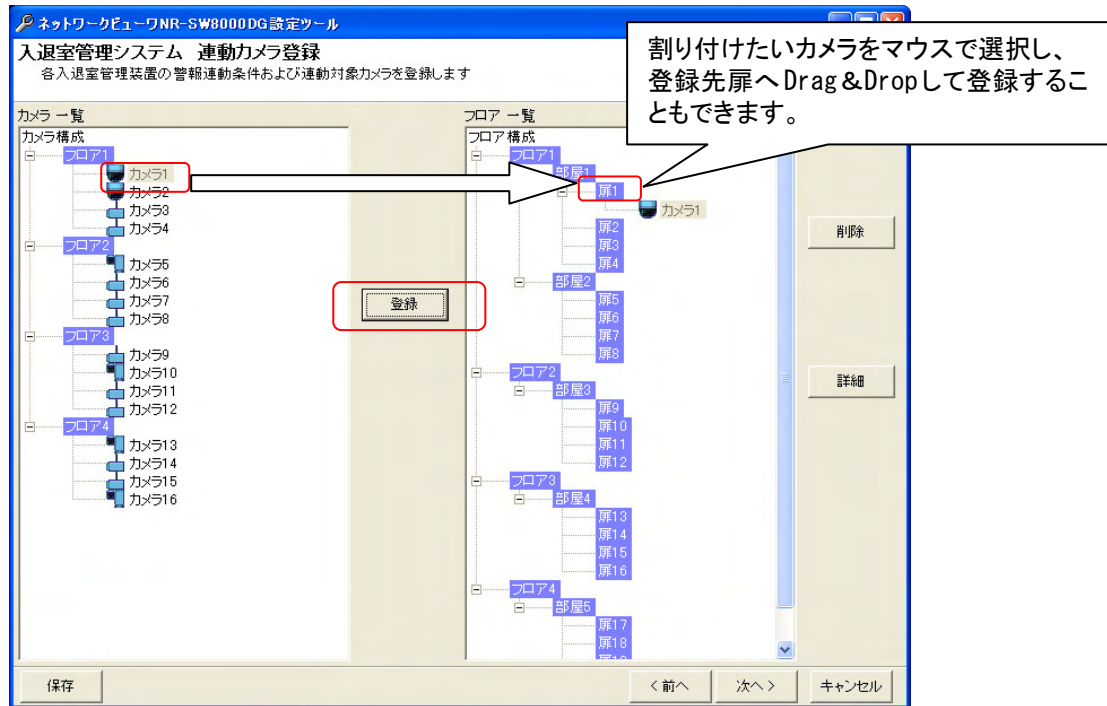 ネットワークビューワNR-SW8000DG設定ツール
入退室管理システム 連動カメラ登録
各入退室管理装置の警報連動条件および連動対象カメラを登録します
割り付けたいカメラをマウスで選択し、
登録先扉へDrag&Dropして登録するこ
ともできます。
カメラ一覧
カメラ構成
フロア1
カメラ1
カメラ2
カメラ3
カメラ4
フロア2
カメラ5
カメラ6
カメラ7
カメラ8
フロア3
カメラ9
カメラ10
カメラ11
カメラ12
フロア4
カメラ13
カメラ14
カメラ15
カメラ16
登録
フロア一覧
フロア構成
フロア1
部屋1
扉1
カメラ1
扉2
扉3
扉4
部屋2
扉5
扉6
扉7
扉8
フロア2
部屋3
扉9
扉10
扉11
扉12
フロア3
部屋4
扉13
扉14
扉15
扉16
フロア4
部屋5
扉17
扉18
削除
詳細
保存
<前へ
次へ>
キャンセル